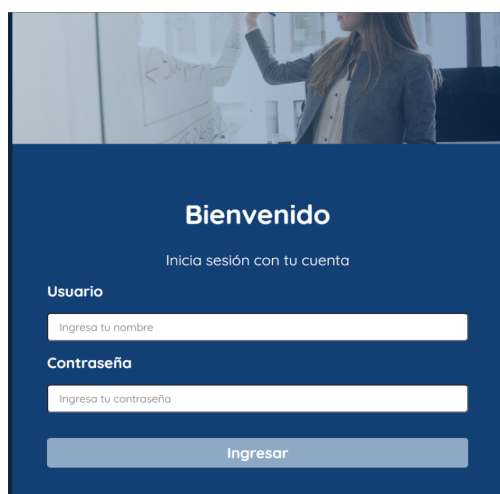 Bienvenido
Inicia sesión con tu cuenta
Usuario
Ingresa tu nombre
Contraseña
Ingresa tu contraseña
Ingresar